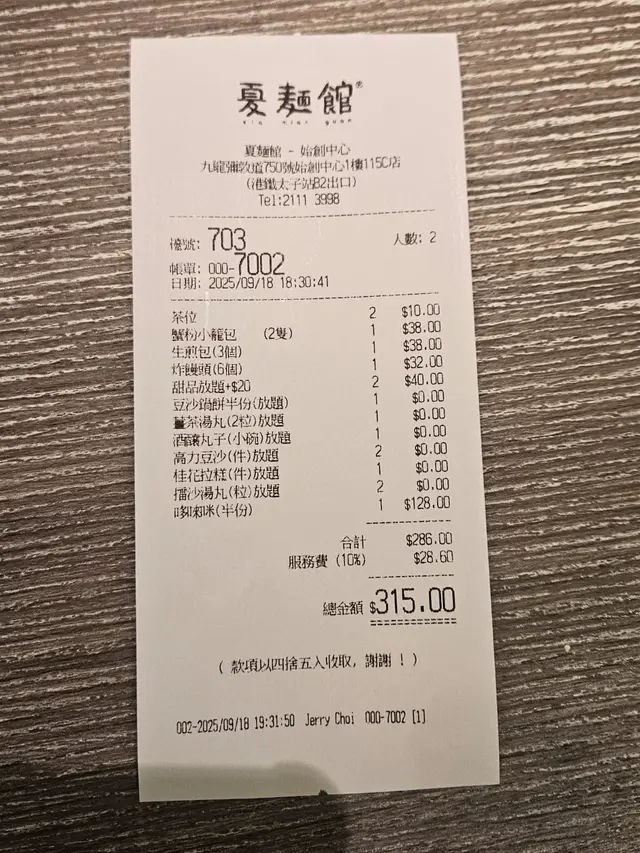 夏麵館®
xia mian guan
夏麵館 - 始創中心
九龍彌敦道750號始創中心1樓115C店
(港鐵太子站B2出口)
Tel:2111 3998
檯號: 703 人數: 2
帳單: 000-7002
日期: 2025/09/18 18:30:41
茶位 2 $10.00
蟹粉小籠包 (2隻) 1 $38.00
生煎包(3個) 1 $38.00
炸饅頭(6個) 1 $32.00
甜品放題+$20 2 $40.00
豆沙鍋餅半份(放題) 1 $0.00
薑茶湯丸(2粒)放題 1 $0.00
酒釀丸子(小碗)放題 1 $0.00
高力豆沙(件)放題 2 $0.00
桂花拉糕(件)放題 1 $0.00
擂沙湯丸(粒)放題 2 $0.00
(半份) 1 $128.00
合計 $286.00
服務費 (10%) $28.60
總金額 $315.00
( 款項以四捨五入收取, 謝謝 ! )
002-2025/09/18 19:31:50 Jerry Choi 000-7002 [1]